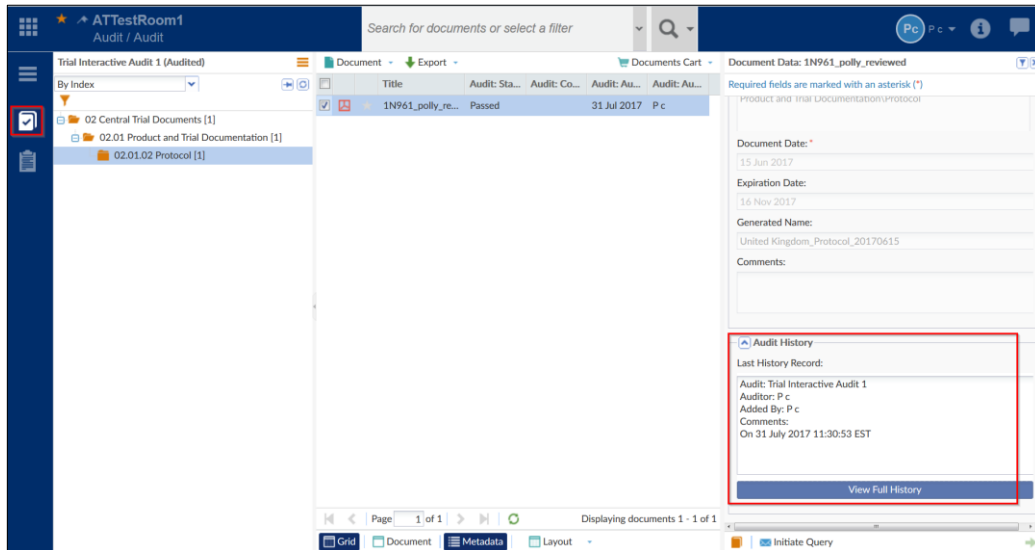 ATTestRoom1
Audit / Audit
Search for documents or select a filter
Pc
P c
Trial Interactive Audit 1 (Audited)
By Index
02 Central Trial Documents [1]
02.01 Product and Trial Documentation [1]
02.01.02 Protocol [1]
Document
Export
Documents Cart
Title Audit: Sta... Audit: Co... Audit: Au... Audit: Au...
1N961_polly_re... Passed 31 Jul 2017 P c
Page 1 of 1
Displaying documents 1 - 1 of 1
Grid Document Metadata Layout
Document Data: 1N961_polly_reviewed
Required fields are marked with an asterisk (*)
Product and Trial Documentation\Protocol
Document Date: *
15 Jun 2017
Expiration Date:
16 Nov 2017
Generated Name:
United Kingdom_Protocol_20170615
Comments:
Audit History
Last History Record:
Audit: Trial Interactive Audit 1
Auditor: P c
Added By: P c
Comments:
On 31 July 2017 11:30:53 EST
View Full History
Initiate Query